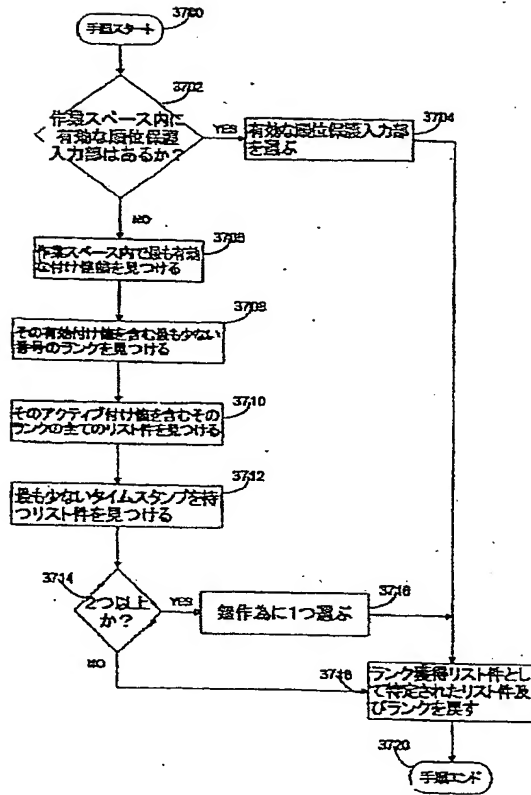 3700
手順スタート
3702
作業スペース内に
有効な順位保護
入力部はあるか？
YES
3704
有効な順位保護入力部
を選ぶ
NO
3706
作業スペース内で最も有効
な付け値額を見つける
3708
その有効付け値を含む最も少ない
番号のランクを見つける
3710
そのアクティブ付け値を含むその
ランクの全てのリスト件を見つける
3712
最も少ないタイムスタンプを持
つリスト件を見つける
3714
2つ以上
か？
YES
3716
無作為に1つ選ぶ
NO
3718
ランク獲得リスト件とし
て特定されたリスト件及
びランクを戻す
3720
手順エンド